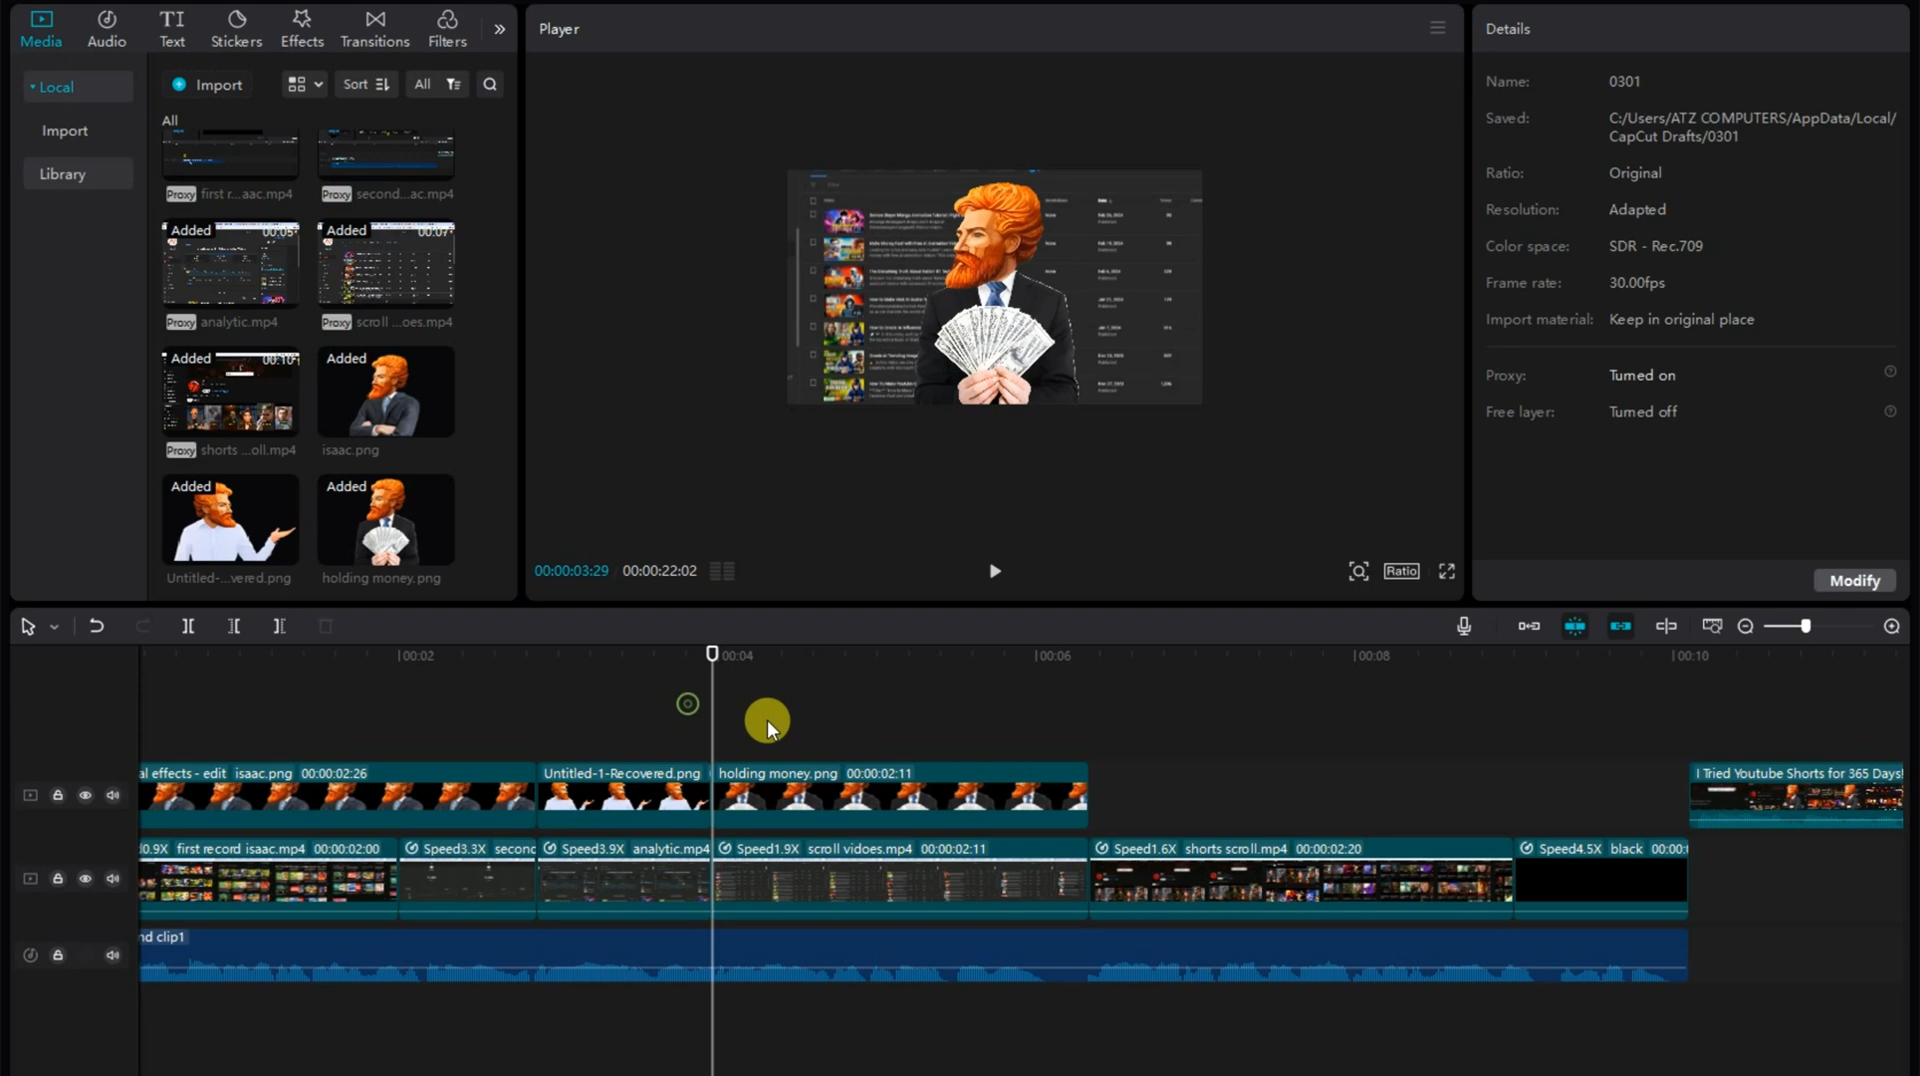 Media
Audio
Text
Stickers
Effects
Transitions
Filters
Local
Import
Library
Import
Sort
All
All
Proxy first r...aac.mp4
Proxy second...ac.mp4
Added 00:05
Proxy analytic.mp4
Added 00:07
Proxy scroll ...oes.mp4
Added 00:10
Proxy shorts ...oll.mp4
Added
isaac.png
Added
Untitled-...vered.png
Added
holding money.png
Player
00:00:03:29 00:00:22:02
Ratio
Details
Name: 0301
Saved: C:/Users/ATZ COMPUTERS/AppData/Local/
CapCut Drafts/0301
Ratio: Original
Resolution: Adapted
Color space: SDR - Rec.709
Frame rate: 30.00fps
Import material: Keep in original place
Proxy: Turned on
Free layer: Turned off
Modify
00:02
00:04
00:06
00:08
00:10
al effects - edit isaac.png 00:00:02:26
Untitled-1-Recovered.png
holding money.png 00:00:02:11
I Tried Youtube Shorts for 365 Days!
0.9X first record isaac.mp4 00:00:02:00
Speed3.3X secon
Speed3.9X analytic.mp4
Speed1.9X scroll vidoes.mp4 00:00:02:11
Speed1.6X shorts scroll.mp4 00:00:02:20
Speed4.5X black 00:00:
nd clip1